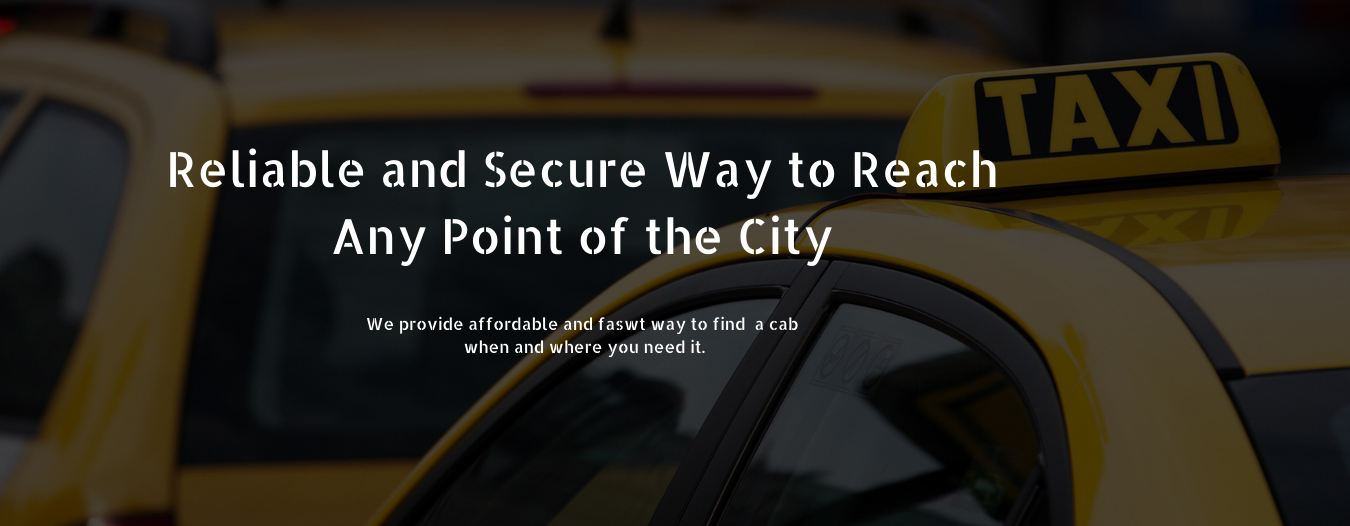 TAXI
Reliable and Secure Way to Reach
Any Point of the City
We provide affordable and faswt way to find  a cab
when and where you need it.